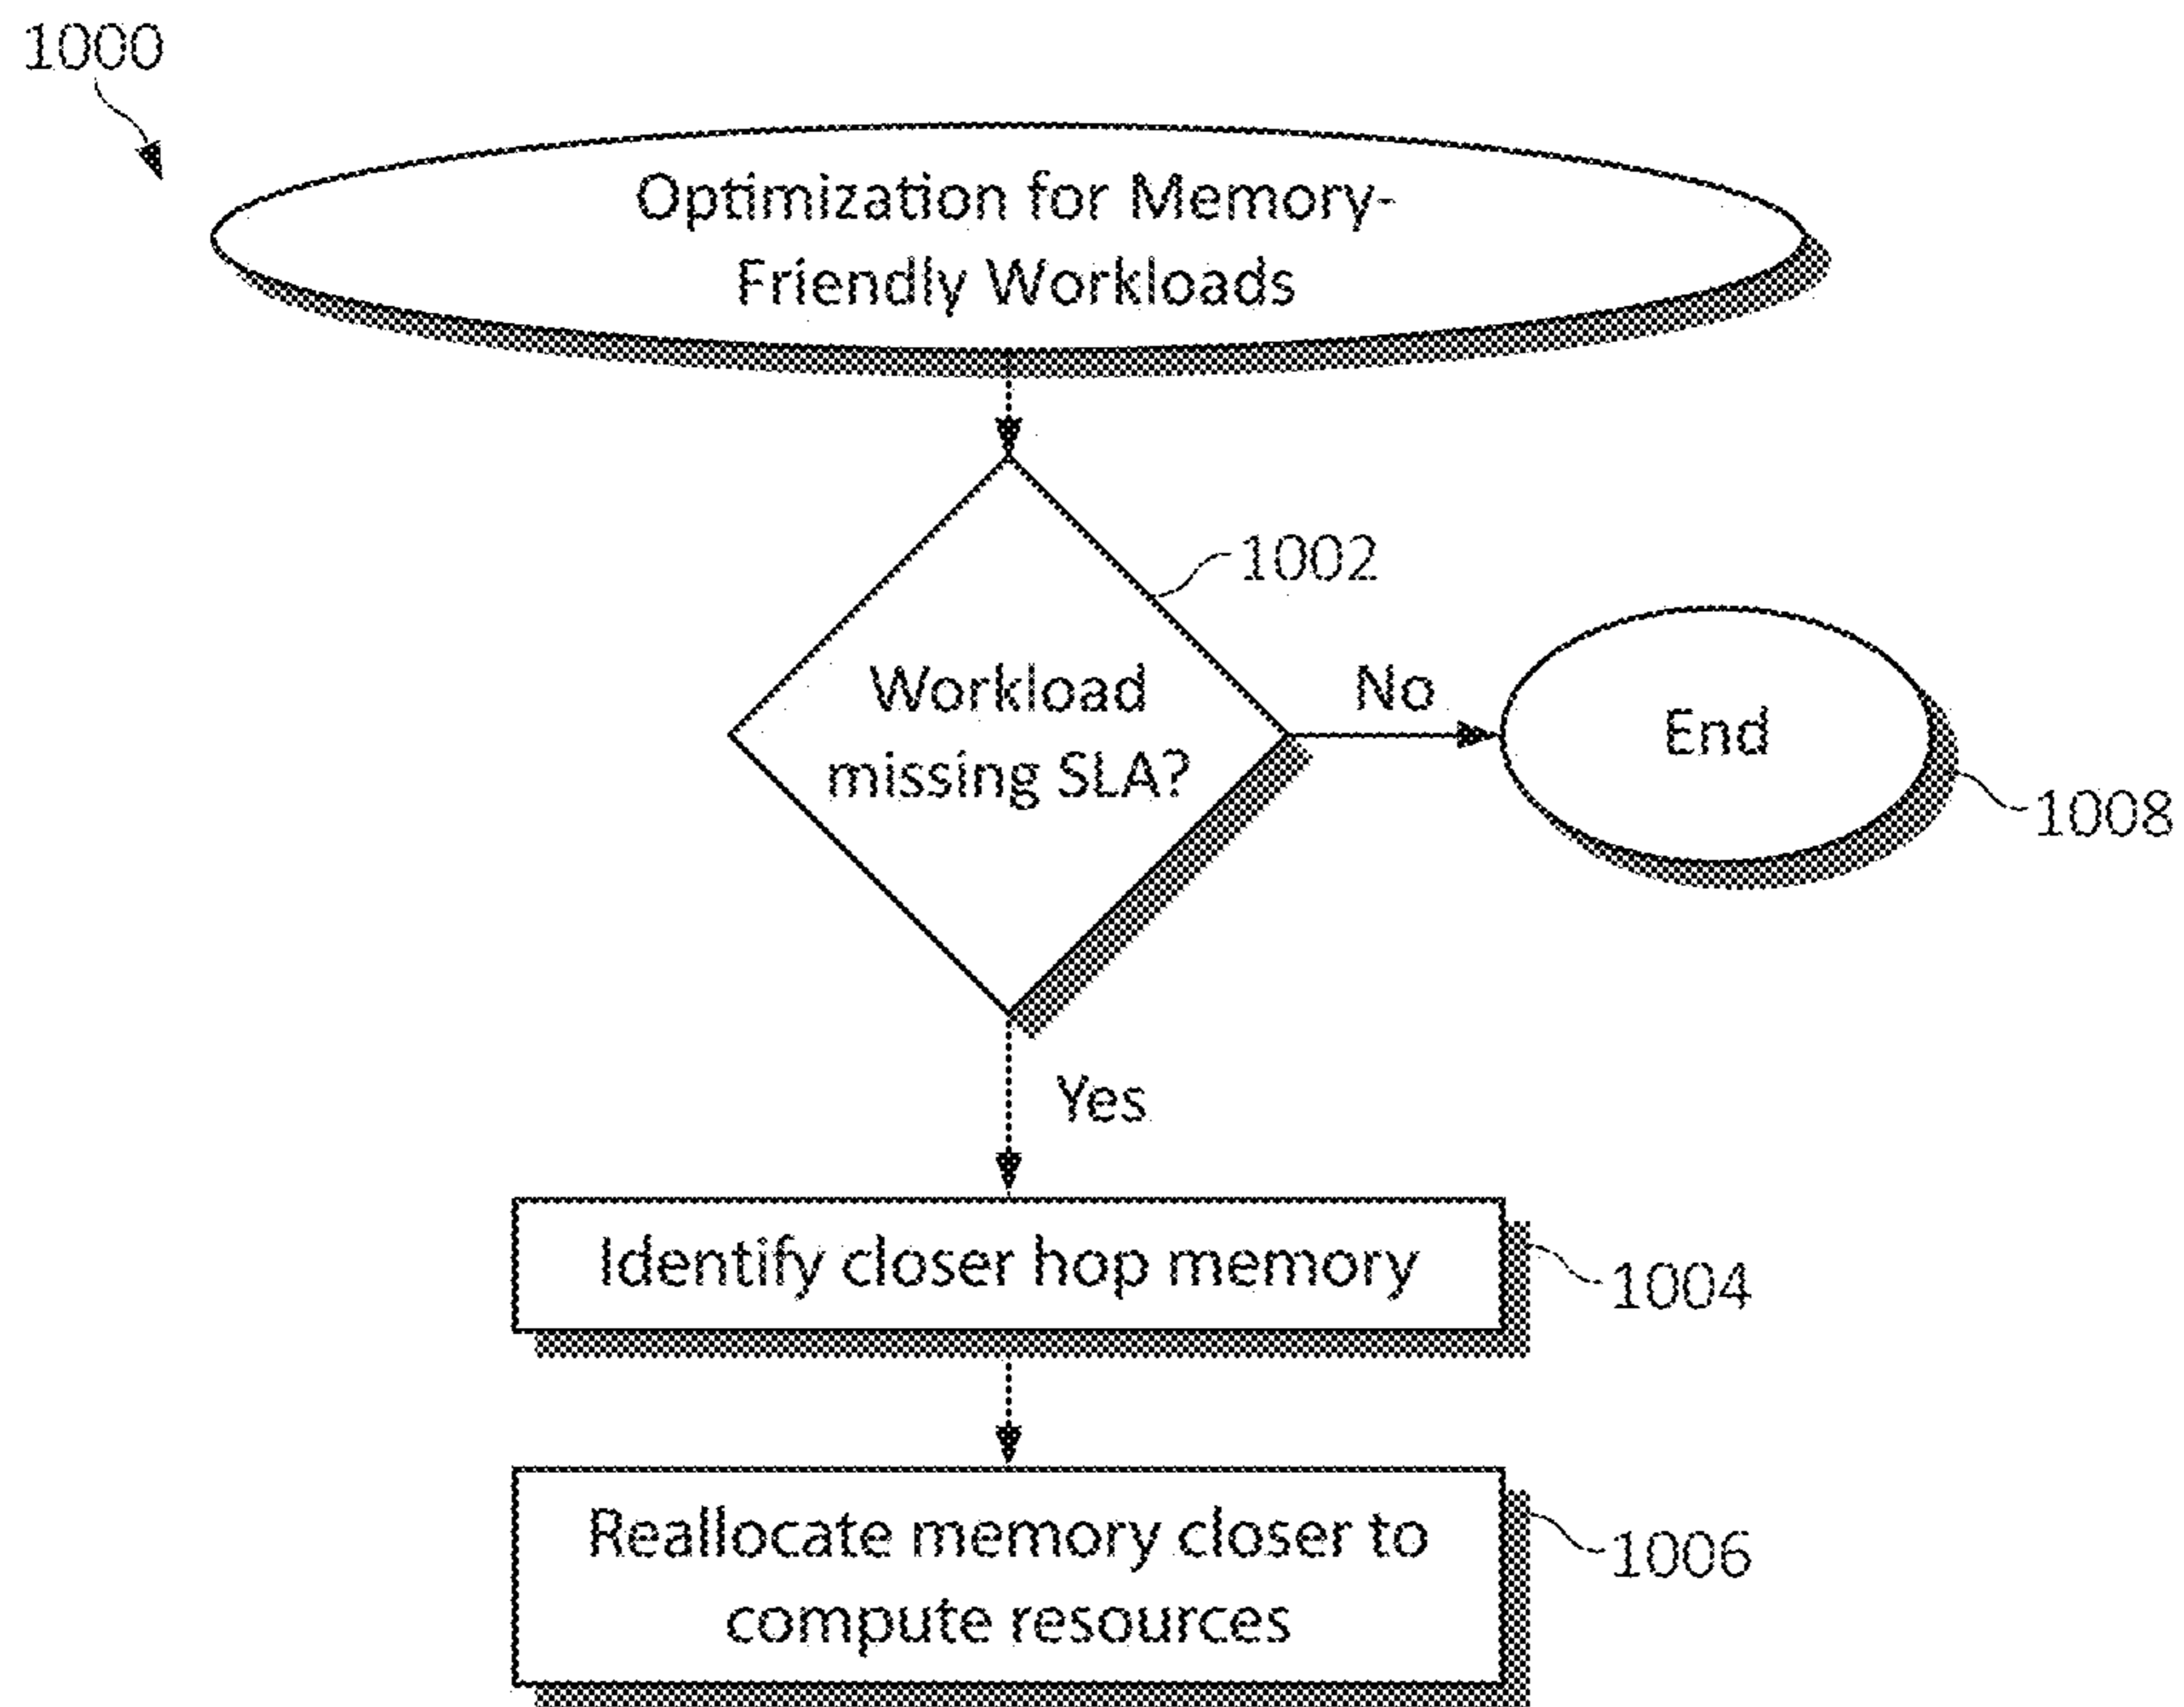 1000
Optimization for Memory-
Friendly Workloads
1002
Workload
missing SLA?
No
End
1008
Yes
Identify closer hop memory
1004
Reallocate memory closer to
compute resources
1006